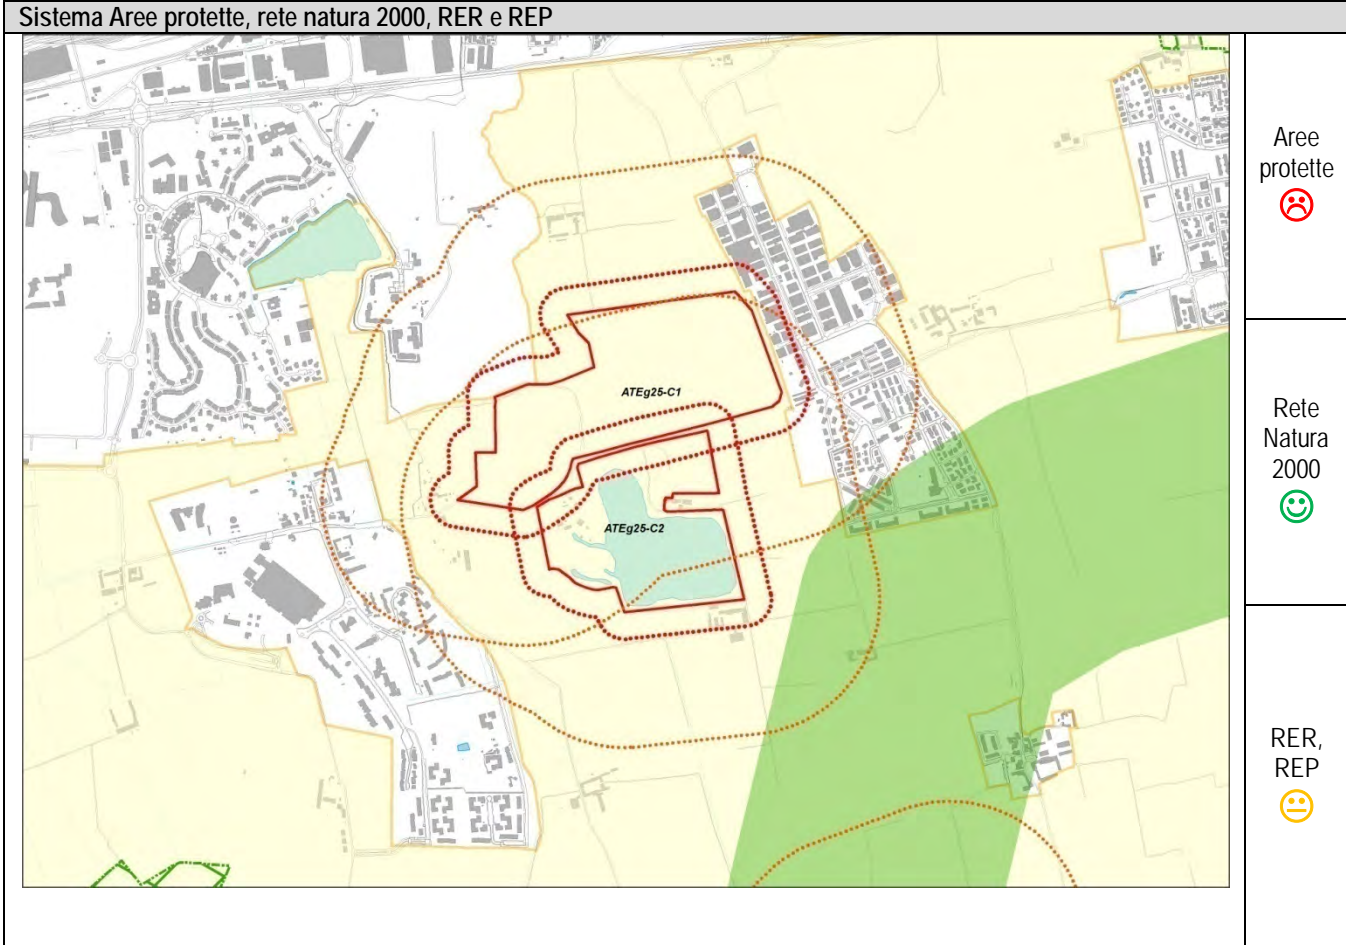 Sistema Aree protette, rete natura 2000, RER e REP
ATEg25-C1
ATEg25-C2
Aree
protette
Rete
Natura
2000
RER,
REP